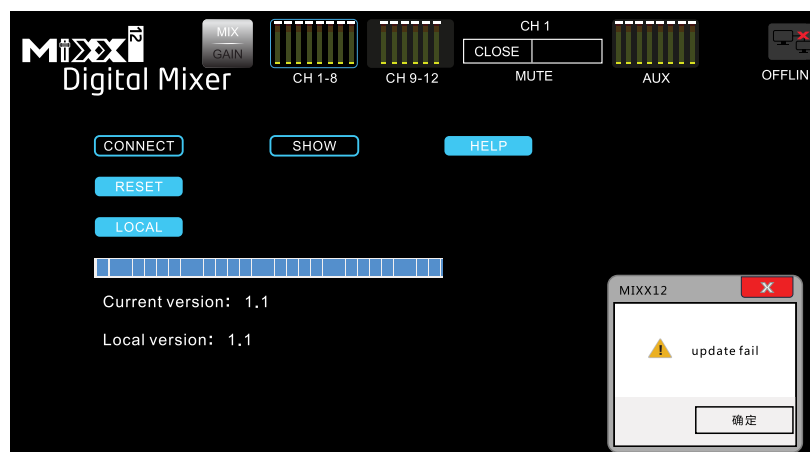 MiXXX 12
Digital Mixer
MIX
GAIN
CH 1-8
CH 9-12
CH 1
CLOSE
MUTE
AUX
OFFLIN
CONNECT
SHOW
HELP
RESET
LOCAL
Current version: 1.1
Local version: 1.1
MIXX12
X
update fail
确定